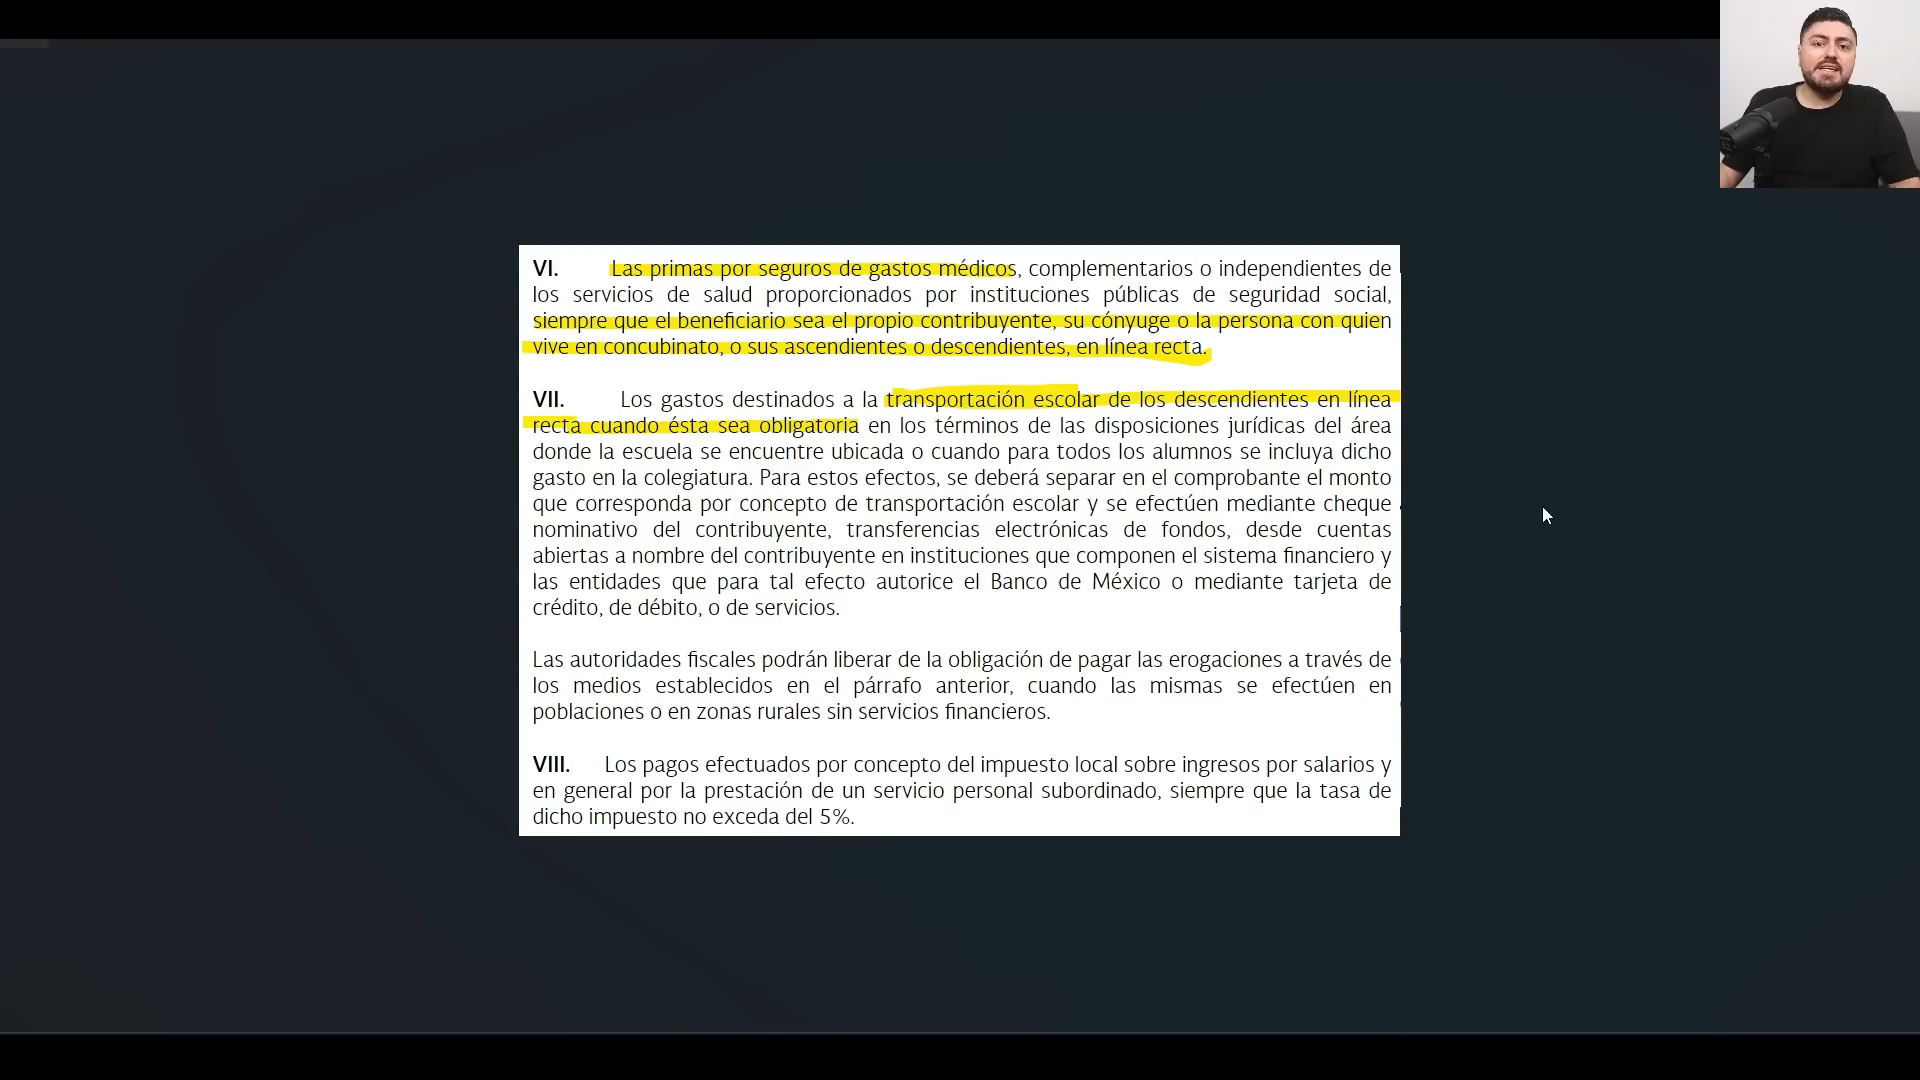 VI. Las primas por seguros de gastos médicos, complementarios o independientes de
los servicios de salud proporcionados por instituciones públicas de seguridad social,
siempre que el beneficiario sea el propio contribuyente, su cónyuge o la persona con quien
vive en concubinato, o sus ascendientes o descendientes, en línea recta.
VII. Los gastos destinados a la transportación escolar de los descendientes en línea
recta cuando ésta sea obligatoria en los términos de las disposiciones jurídicas del área
donde la escuela se encuentre ubicada o cuando para todos los alumnos se incluya dicho
gasto en la colegiatura. Para estos efectos, se deberá separar en el comprobante el monto
que corresponda por concepto de transportación escolar y se efectúen mediante cheque
nominativo del contribuyente, transferencias electrónicas de fondos, desde cuentas
abiertas a nombre del contribuyente en instituciones que componen el sistema financiero y
las entidades que para tal efecto autorice el Banco de México o mediante tarjeta de
crédito, de débito, o de servicios.
Las autoridades fiscales podrán liberar de la obligación de pagar las erogaciones a través de
los medios establecidos en el párrafo anterior, cuando las mismas se efectúen en
poblaciones o en zonas rurales sin servicios financieros.
VIII. Los pagos efectuados por concepto del impuesto local sobre ingresos por salarios y
en general por la prestación de un servicio personal subordinado, siempre que la tasa de
dicho impuesto no exceda del 5%.